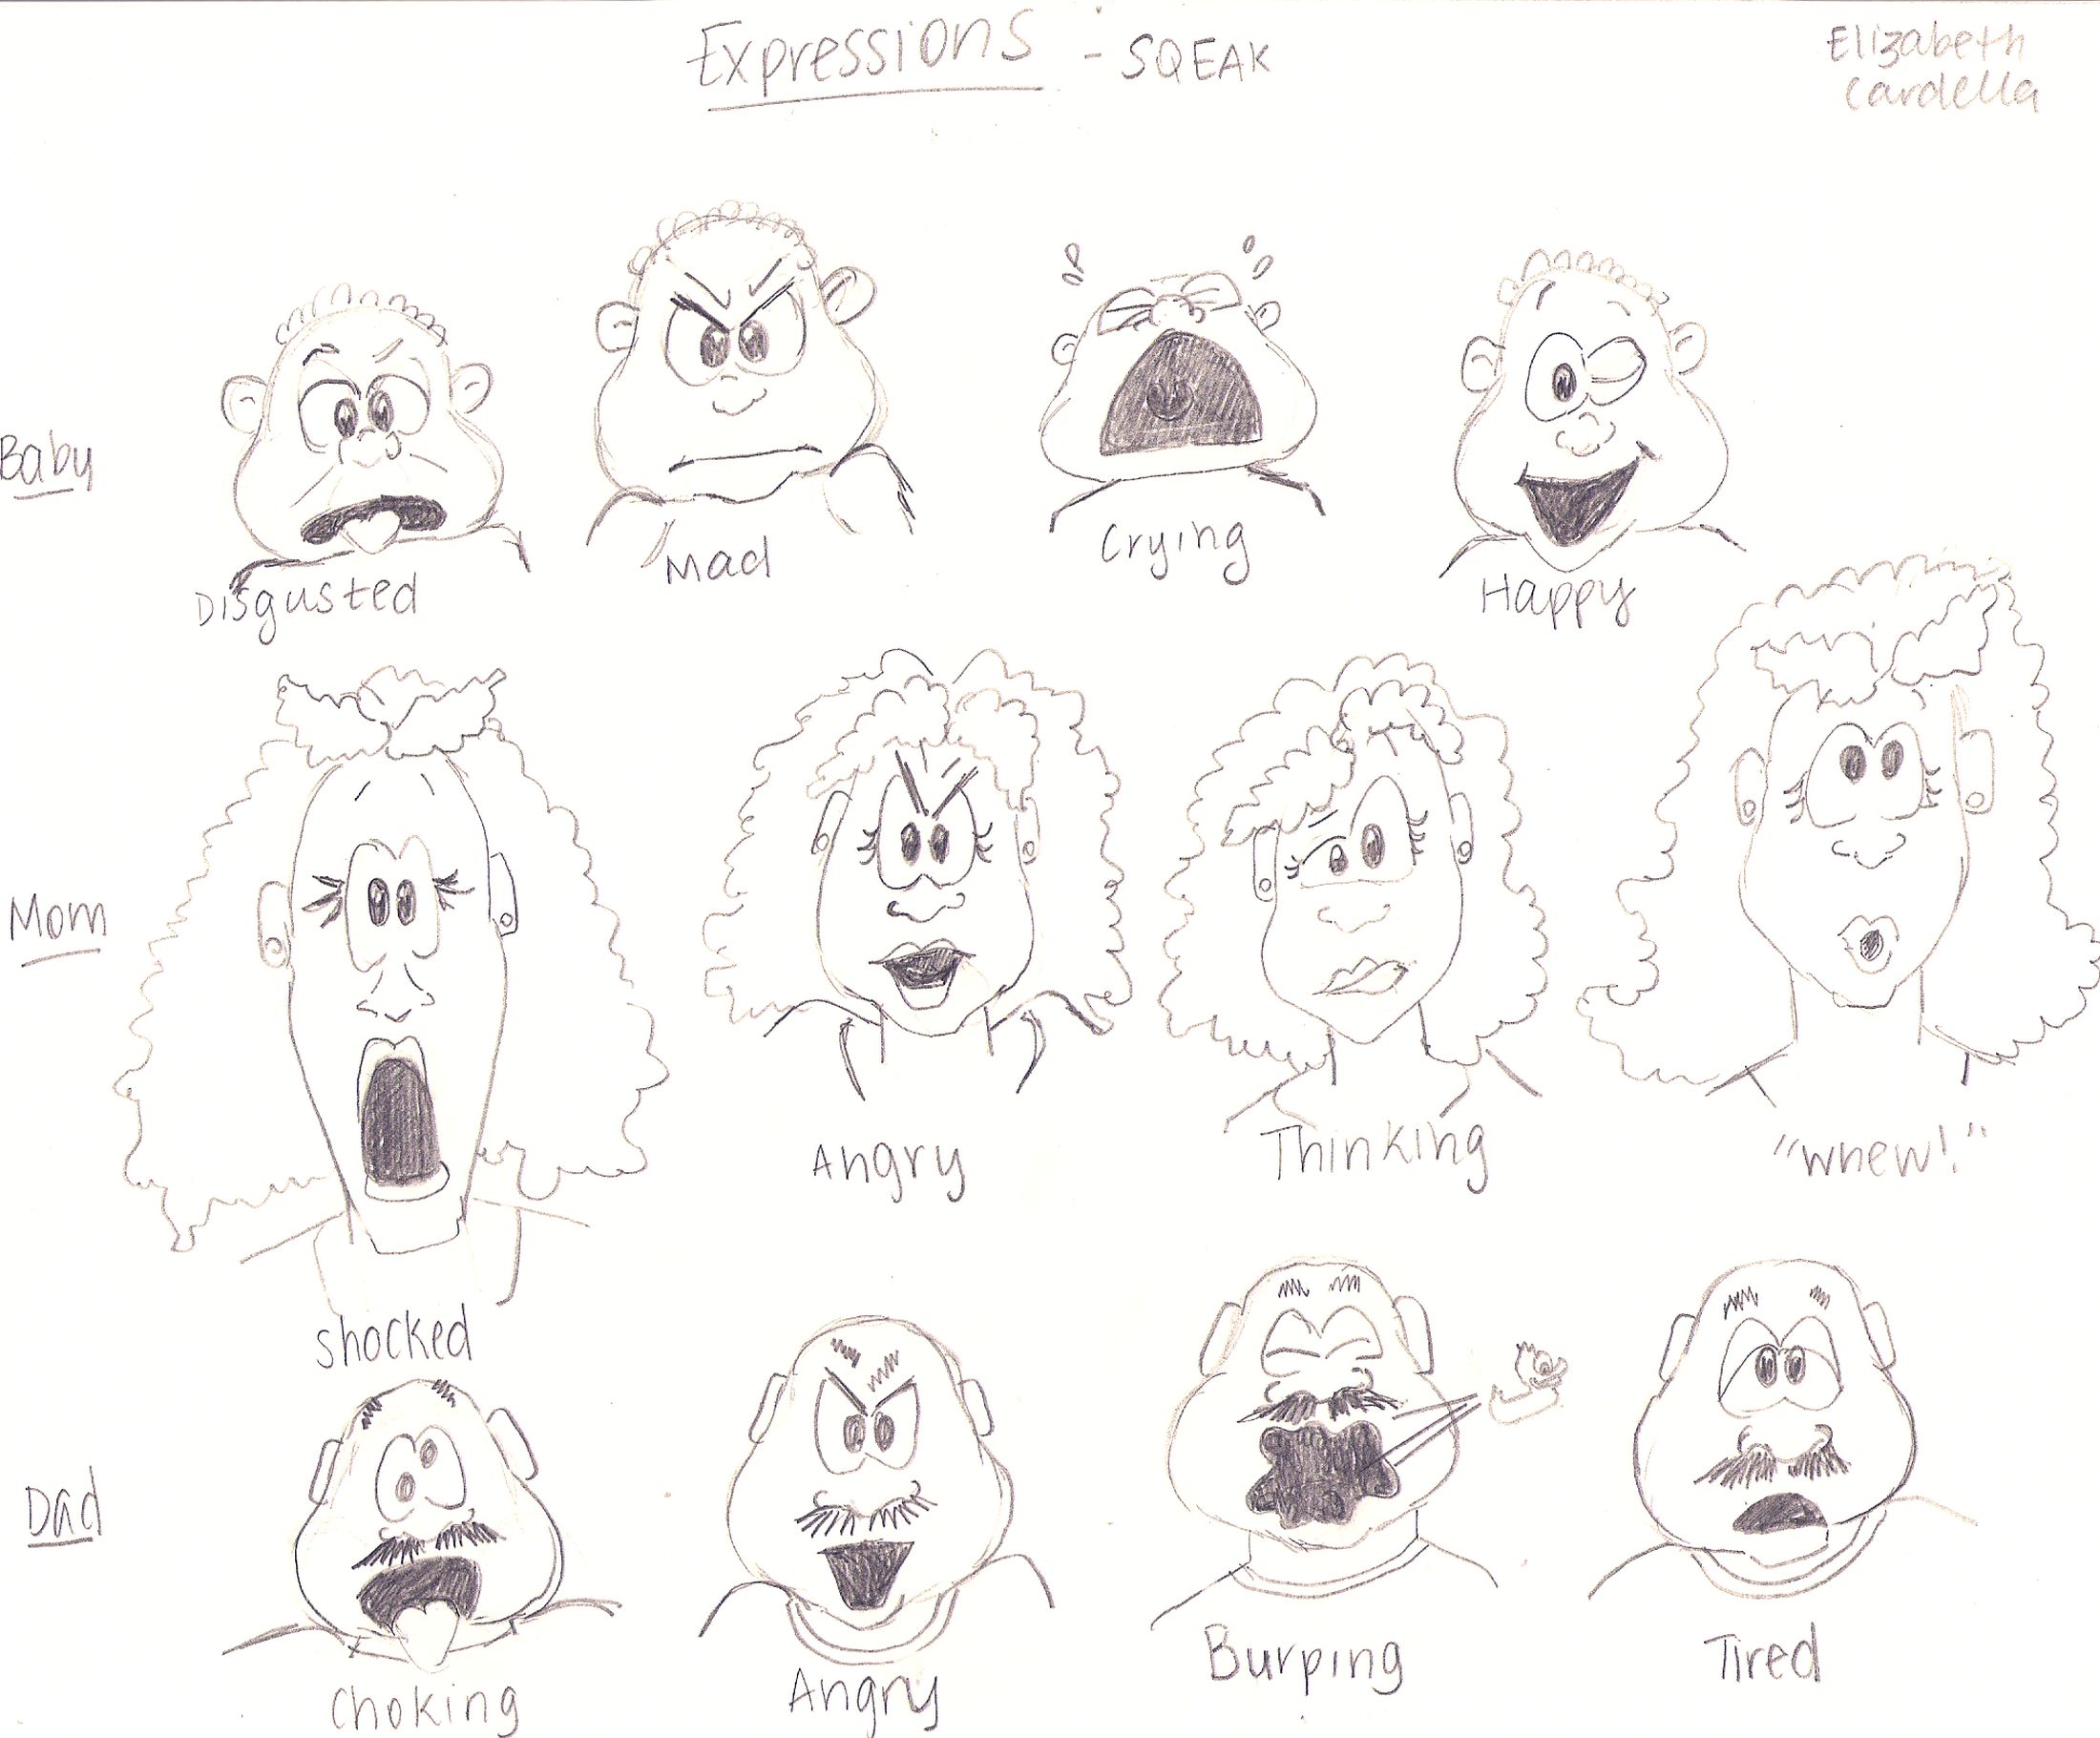 Expressions - SQEAK
Elizabeth
Cardella
Baby
Disgusted
Mad
Crying
Happy
Mom
Shocked
Angry
Thinking
"whew!"
Dad
Choking
Angry
Burping
Tired